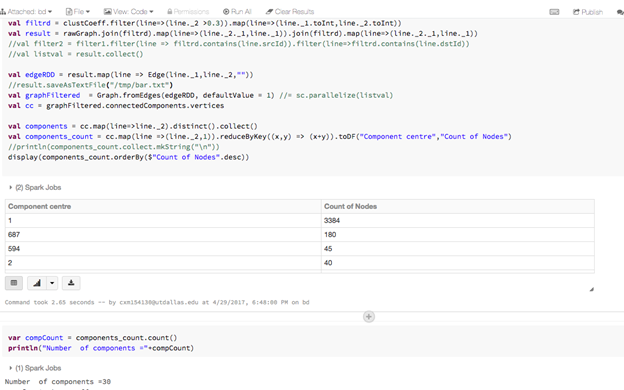 Attached: bd
File
View: Code
Permissions
Run All
Clear Results
Publish
val filtrd = clustCoeff.filter(line=>(line._2 >0.3)).map(line=>(line._1.toInt,line._2.toInt))
val result = rawGraph.join(filtrd).map(line=>(line._2._1,line._1)).join(filtrd).map(line=>(line._2._1,line._1))
//val filter2 = filter1.filter(line => filtrd.contains(line.srcId)).filter(line=>filtrd.contains(line.dstId))
//val listval = result.collect()
val edgeRDD = result.map(line => Edge(line._1,line._2,""))
//result.saveAsTextFile("/tmp/bar.txt")
val graphFiltered = Graph.fromEdges(edgeRDD, defaultValue = 1) //= sc.parallelize(listval)
val cc = graphFiltered.connectedComponents.vertices
val components = cc.map(line=>line._2).distinct().collect()
val components_count = cc.map(line =>(line._2,1)).reduceByKey((x,y) => (x+y)).toDF("Component centre","Count of Nodes")
//println(components_count.collect.mkString("\n"))
display(components_count.orderBy($"Count of Nodes".desc))
(2) Spark Jobs
Component centre Count of Nodes
1 3384
687 180
594 45
2 40
Command took 2.65 seconds -- by cxm154130@utdallas.edu at 4/29/2017, 6:48:00 PM on bd
var compCount = components_count.count()
println("Number of components ="+compCount)
(1) Spark Jobs
Number of components =30